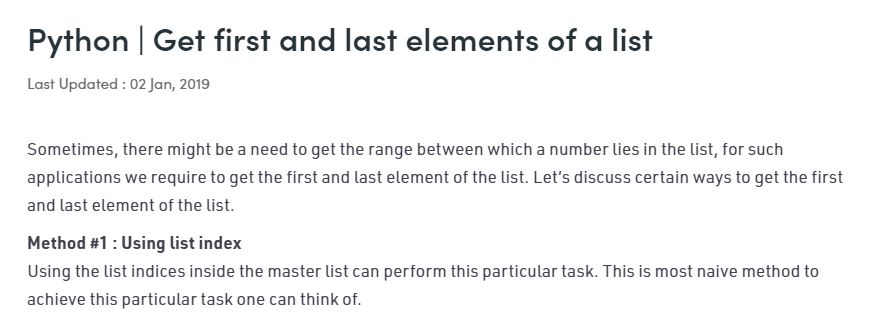 Python | Get first and last elements of a list
Last Updated : 02 Jan, 2019
Sometimes, there might be a need to get the range between which a number lies in the list, for such
applications we require to get the first and last element of the list. Let’s discuss certain ways to get the first
and last element of the list.
Method #1 : Using list index
Using the list indices inside the master list can perform this particular task. This is most naive method to
achieve this particular task one can think of.